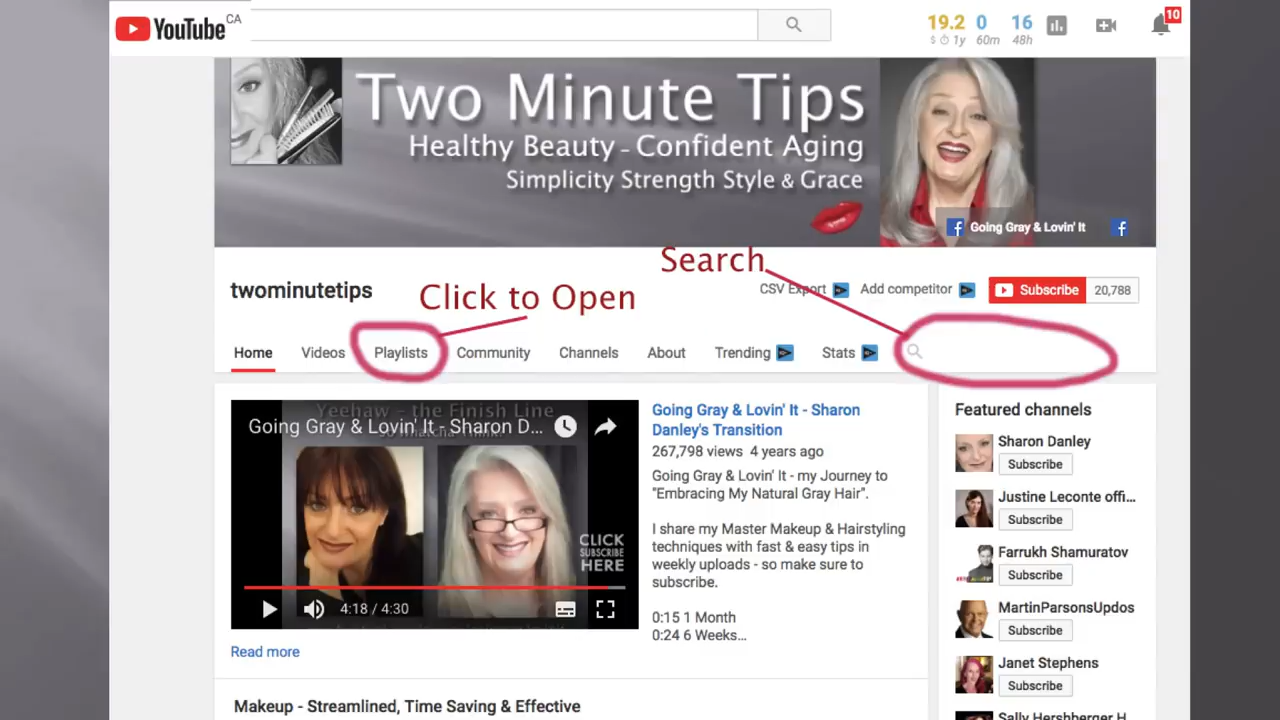 YouTube CA
19.2 0 16 10
$ 1y 60m 48h
Two Minute Tips
Healthy Beauty - Confident Aging
Simplicity Strength Style & Grace
Going Gray & Lovin' It
Search
twominutetips
Click to Open
CSV Export
Add competitor
Subscribe 20,788
Home Videos Playlists Community Channels About Trending Stats
Yeehaw - the Finish Line
Going Gray & Lovin' It - Sharon D...
CLICK
SUBSCRIBE
HERE
4:18 / 4:30
Going Gray & Lovin' It - Sharon
Danley's Transition
267,798 views 4 years ago
Going Gray & Lovin' It - my Journey to
"Embracing My Natural Gray Hair".
I share my Master Makeup & Hairstyling
techniques with fast & easy tips in
weekly uploads - so make sure to
subscribe.
0:15 1 Month
0:24 6 Weeks...
Read more
Featured channels
Sharon Danley
Subscribe
Justine Leconte offi...
Subscribe
Farrukh Shamuratov
Subscribe
MartinParsonsUpdos
Subscribe
Janet Stephens
Subscribe
Sally Hershberger H
Makeup - Streamlined, Time Saving & Effective